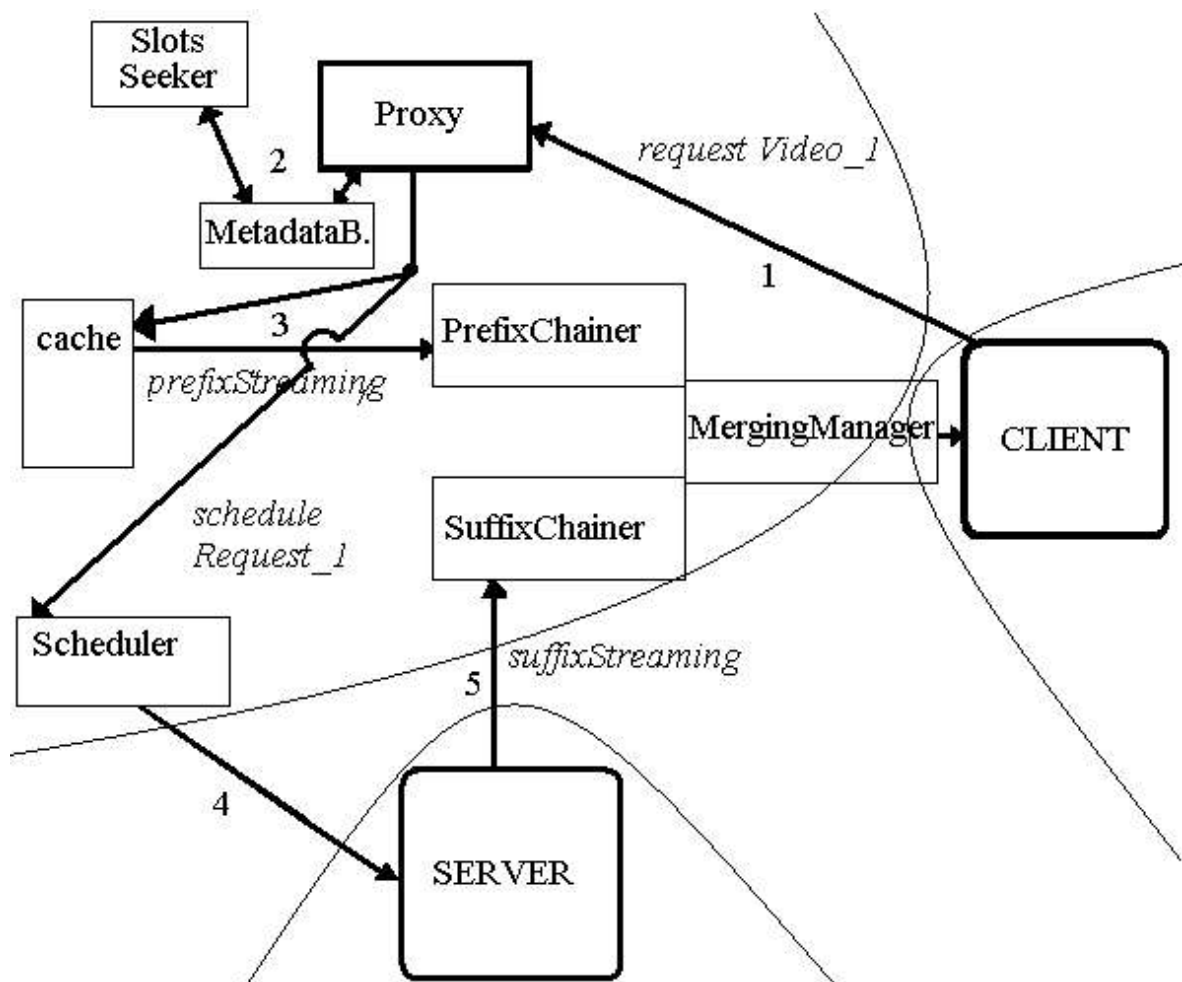 Slots
Seeker
Proxy
request Video_1
2
MetadataB.
1
3
cache
PrefixChainer
prefixStreaming
MergingManager
CLIENT
schedule
Request_1
SuffixChainer
Scheduler
suffixStreaming
5
4
SERVER